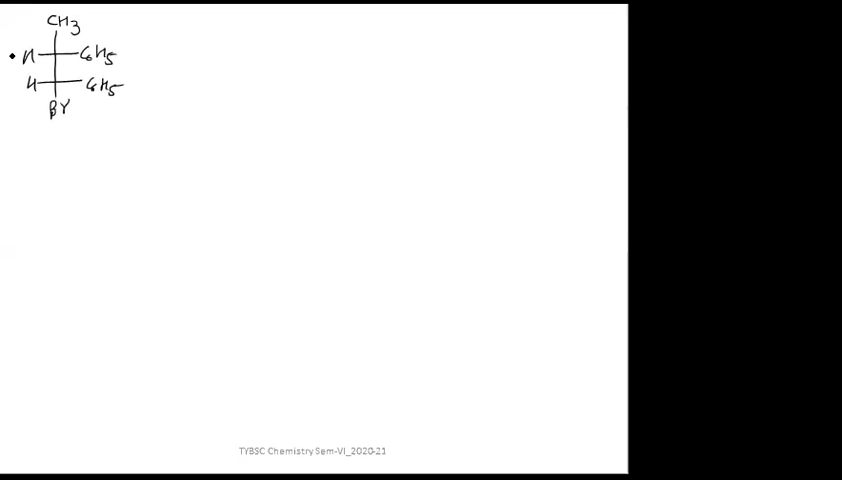 CH3
H C6H5
H C6H5
Br
TYBSC Chemistry Sem-VI_2020-21